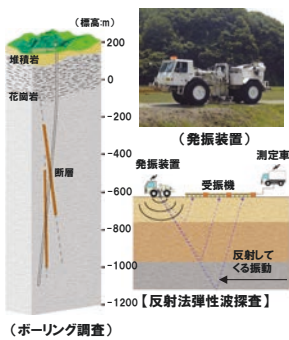 (標高:m)
堆積岩
200
0
花崗岩
-200
断層
-400
-600
-800
-1000
-1200
(ボーリング調査)
(発振装置)
発振装置
受振機
測定車
反射して
くる振動
【反射法弾性波探査】